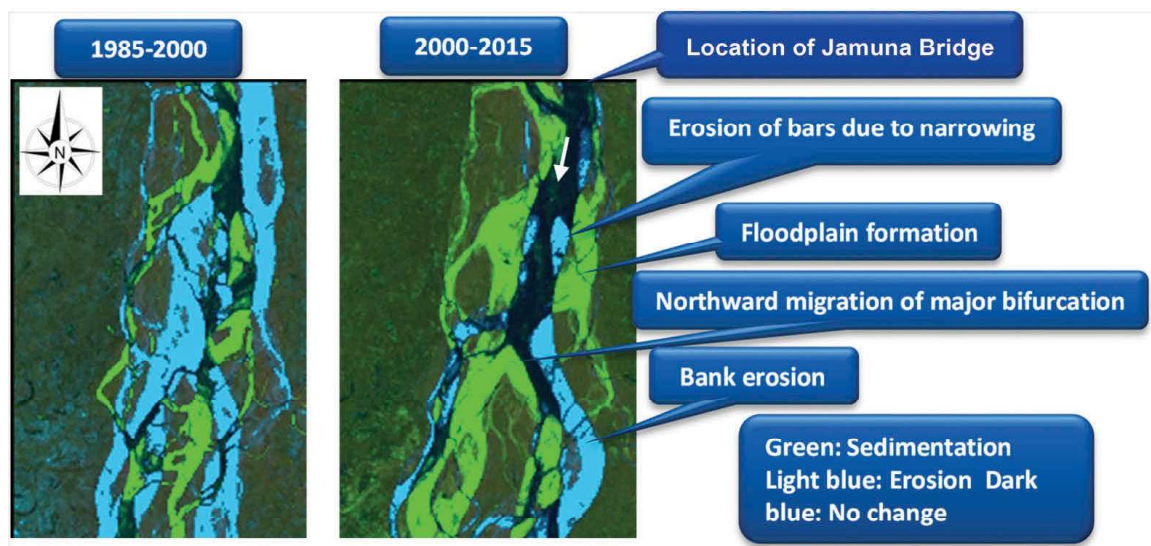 1985-2000
2000-2015
Location of Jamuna Bridge
N
Erosion of bars due to narrowing
Floodplain formation
Northward migration of major bifurcation
Bank erosion
Green: Sedimentation
Light blue: Erosion Dark
blue: No change